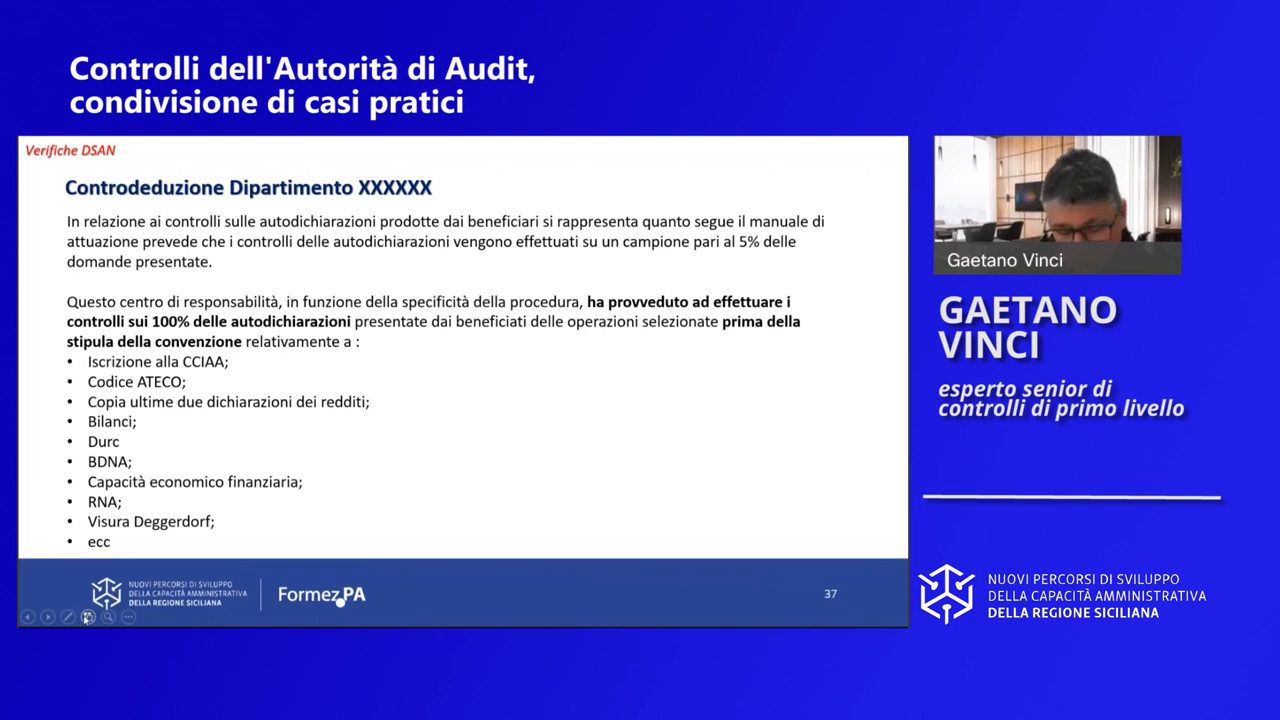 Controlli dell'Autorità di Audit,
condivisione di casi pratici
Verifiche DSAN
Controdeduzione Dipartimento XXXXXX
In relazione ai controlli sulle autodichiarazioni prodotte dai beneficiari si rappresenta quanto segue il manuale di
attuazione prevede che i controlli delle autodichiarazioni vengono effettuati su un campione pari al 5% delle
domande presentate.
Questo centro di responsabilità, in funzione della specificità della procedura, ha provveduto ad effettuare i
controlli sui 100% delle autodichiarazioni presentate dai beneficiati delle operazioni selezionate prima della
stipula della convenzione relativamente a :
• Iscrizione alla CCIAA;
• Codice ATECO;
• Copia ultime due dichiarazioni dei redditi;
• Bilanci;
• Durc
• BDNA;
• Capacità economico finanziaria;
• RNA;
• Visura Deggerdorf;
• ecc
NUOVI PERCORSI DI SVILUPPO
DELLA CAPACITÀ AMMINISTRATIVA
DELLA REGIONE SICILIANA
Formez PA
37
Gaetano Vinci
GAETANO
VINCI
esperto senior di
controlli di primo livello
NUOVI PERCORSI DI SVILUPPO
DELLA CAPACITÀ AMMINISTRATIVA
DELLA REGIONE SICILIANA